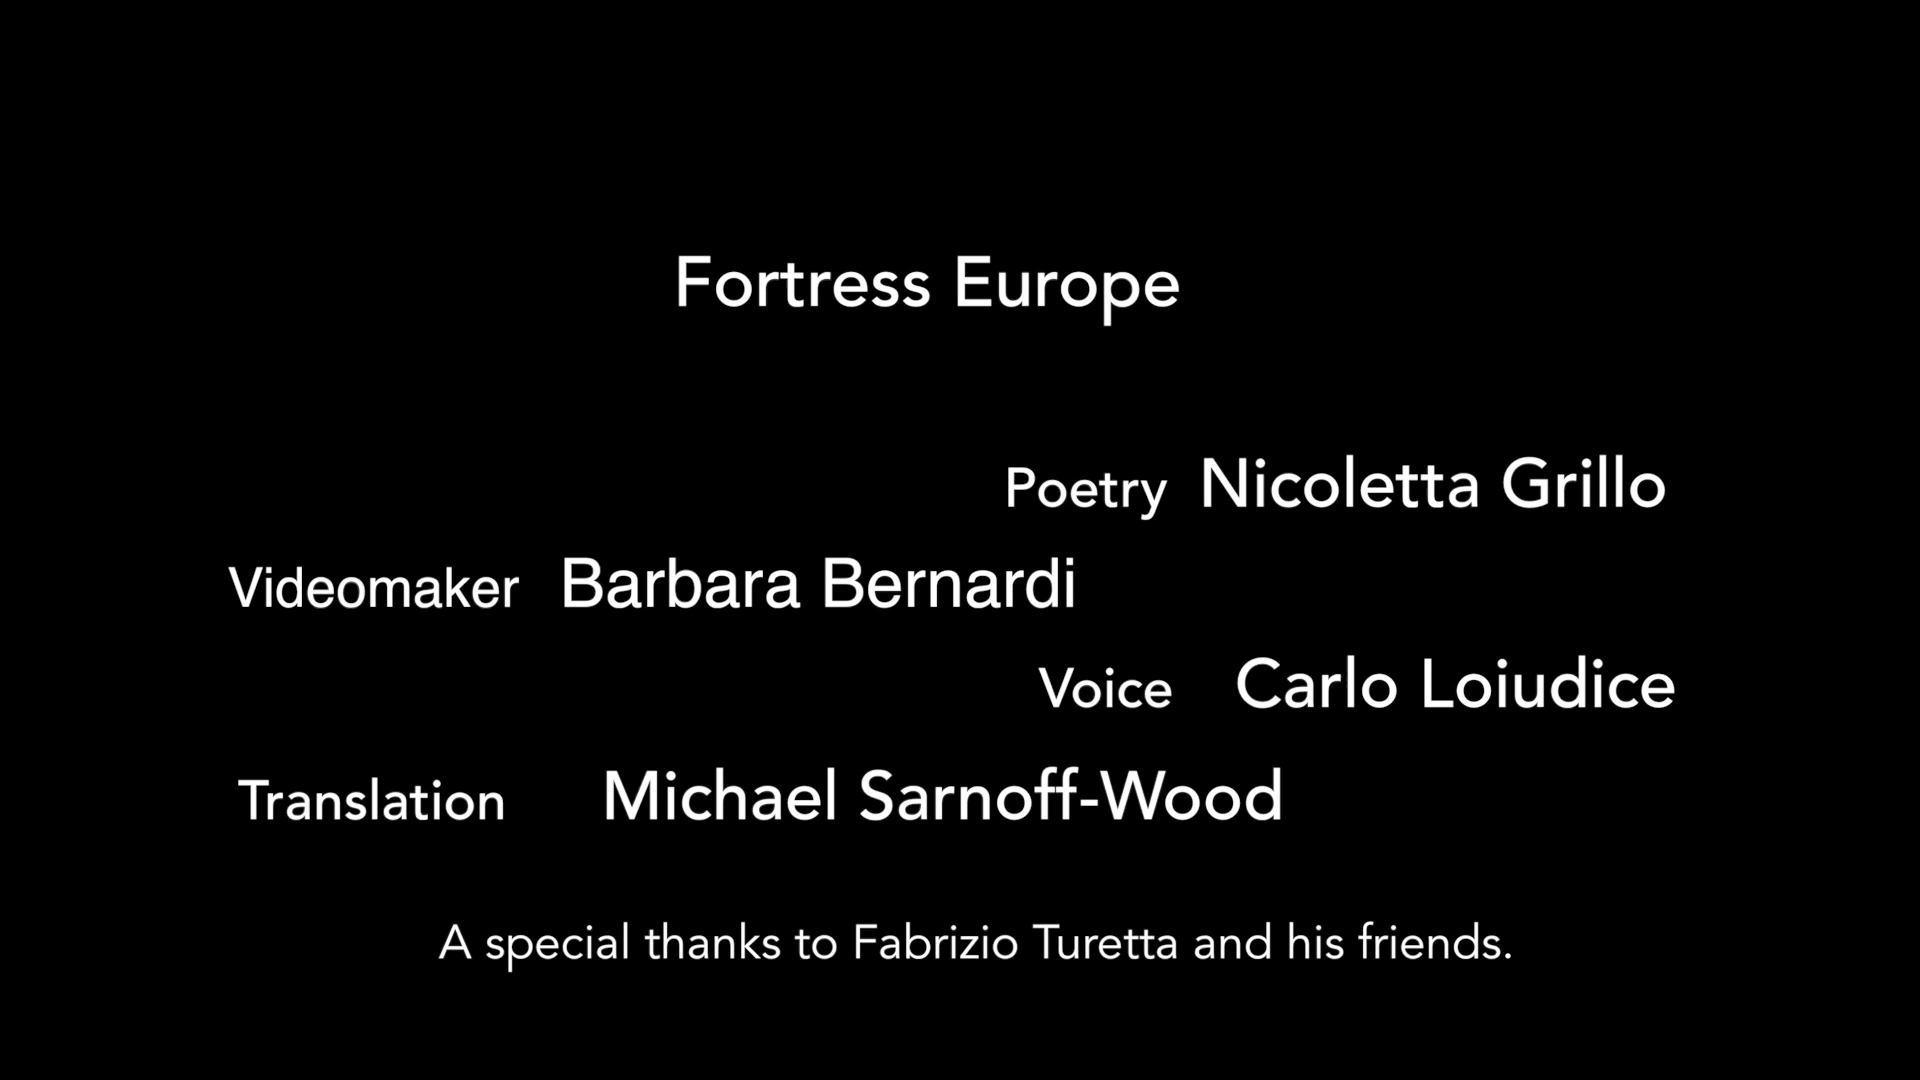 Fortress Europe
Poetry Nicoletta Grillo
Videomaker Barbara Bernardi
Voice Carlo Loiudice
Translation Michael Sarnoff-Wood
A special thanks to Fabrizio Turetta and his friends.